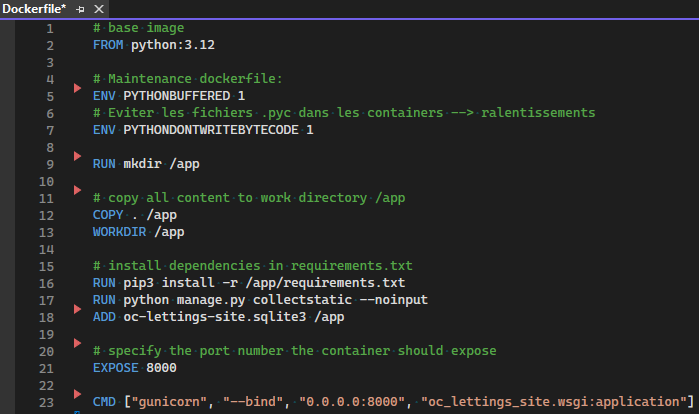 Dockerfile*
1 # base image
2 FROM python:3.12
3
4 # Maintenance dockerfile:
5 ENV PYTHONBUFFERED 1
6 # Eviter les fichiers .pyc dans les containers --> ralentissements
7 ENV PYTHONDONTWRITEBYTECODE 1
8
9 RUN mkdir /app
10
11 # copy all content to work directory /app
12 COPY . /app
13 WORKDIR /app
14
15 # install dependencies in requirements.txt
16 RUN pip3 install -r /app/requirements.txt
17 RUN python manage.py collectstatic --noinput
18 ADD oc-lettings-site.sqlite3 /app
19
20 # specify the port number the container should expose
21 EXPOSE 8000
22
23 CMD ["gunicorn", "--bind", "0.0.0.0:8000", "oc_lettings_site.wsgi:application"]